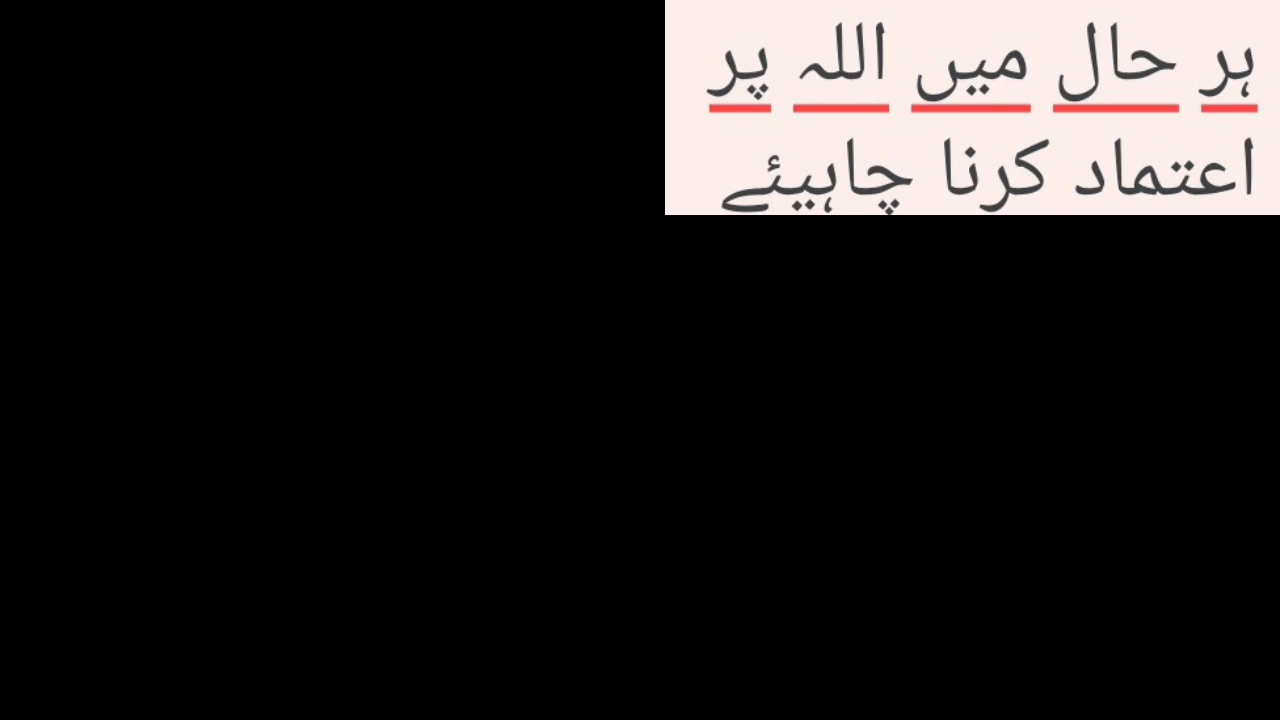 ہر حال میں اللہ پر
اعتماد کرنا چاہیئے